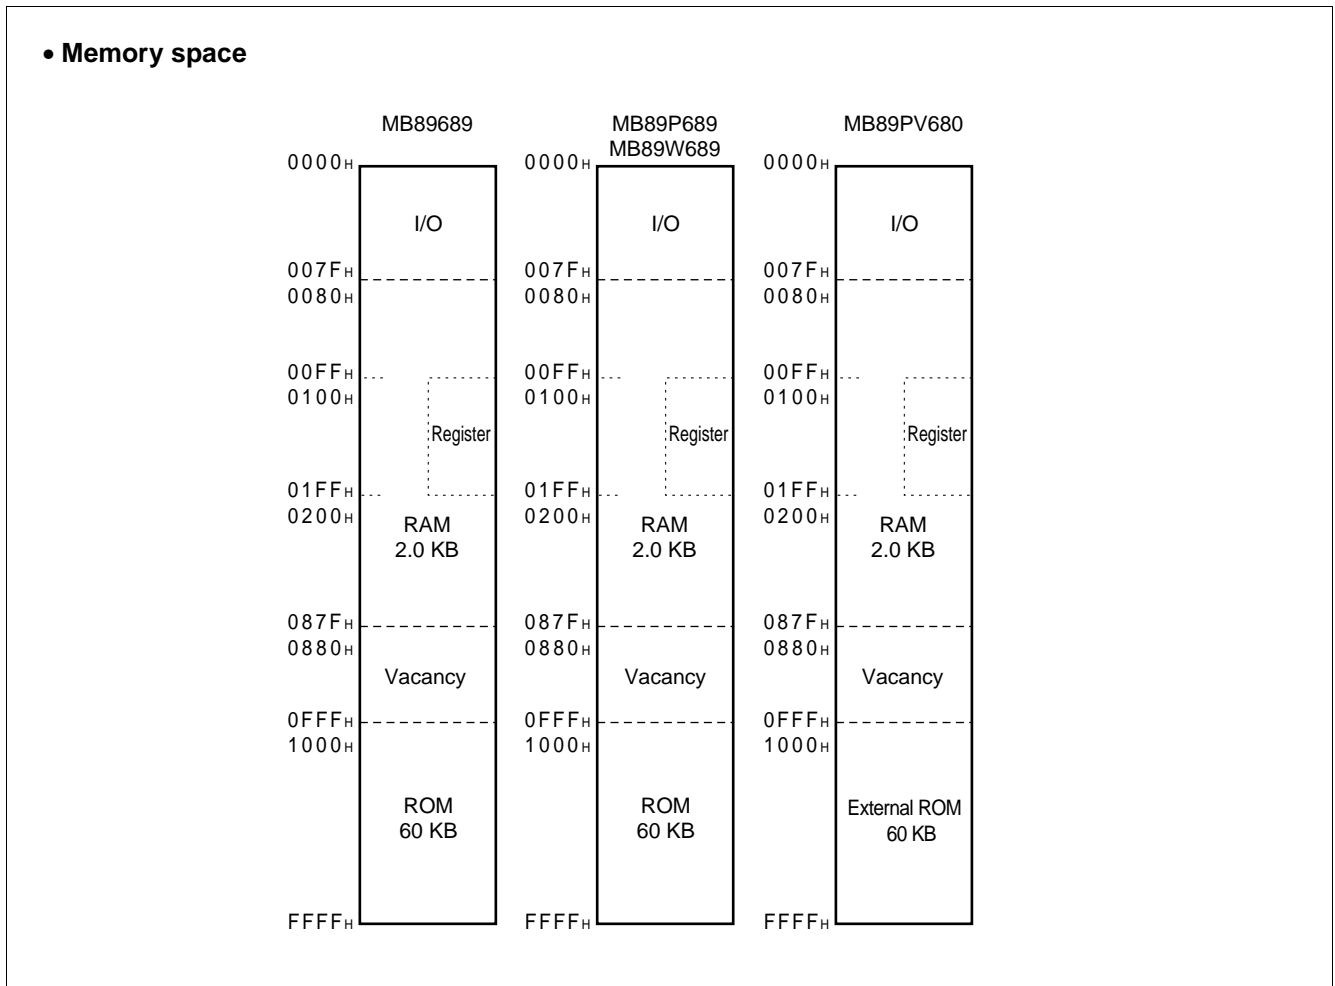 • Memory space
MB89689
0000H
I/O
007FH
0080H
00FFH
0100H
Register
01FFH
0200H
RAM
2.0 KB
087FH
0880H
Vacancy
0FFFH
1000H
ROM
60 KB
FFFFH
MB89P689
MB89W689
0000H
I/O
007FH
0080H
00FFH
0100H
Register
01FFH
0200H
RAM
2.0 KB
087FH
0880H
Vacancy
0FFFH
1000H
ROM
60 KB
FFFFH
MB89PV680
0000H
I/O
007FH
0080H
00FFH
0100H
Register
01FFH
0200H
RAM
2.0 KB
087FH
0880H
Vacancy
0FFFH
1000H
External ROM
60 KB
FFFFH